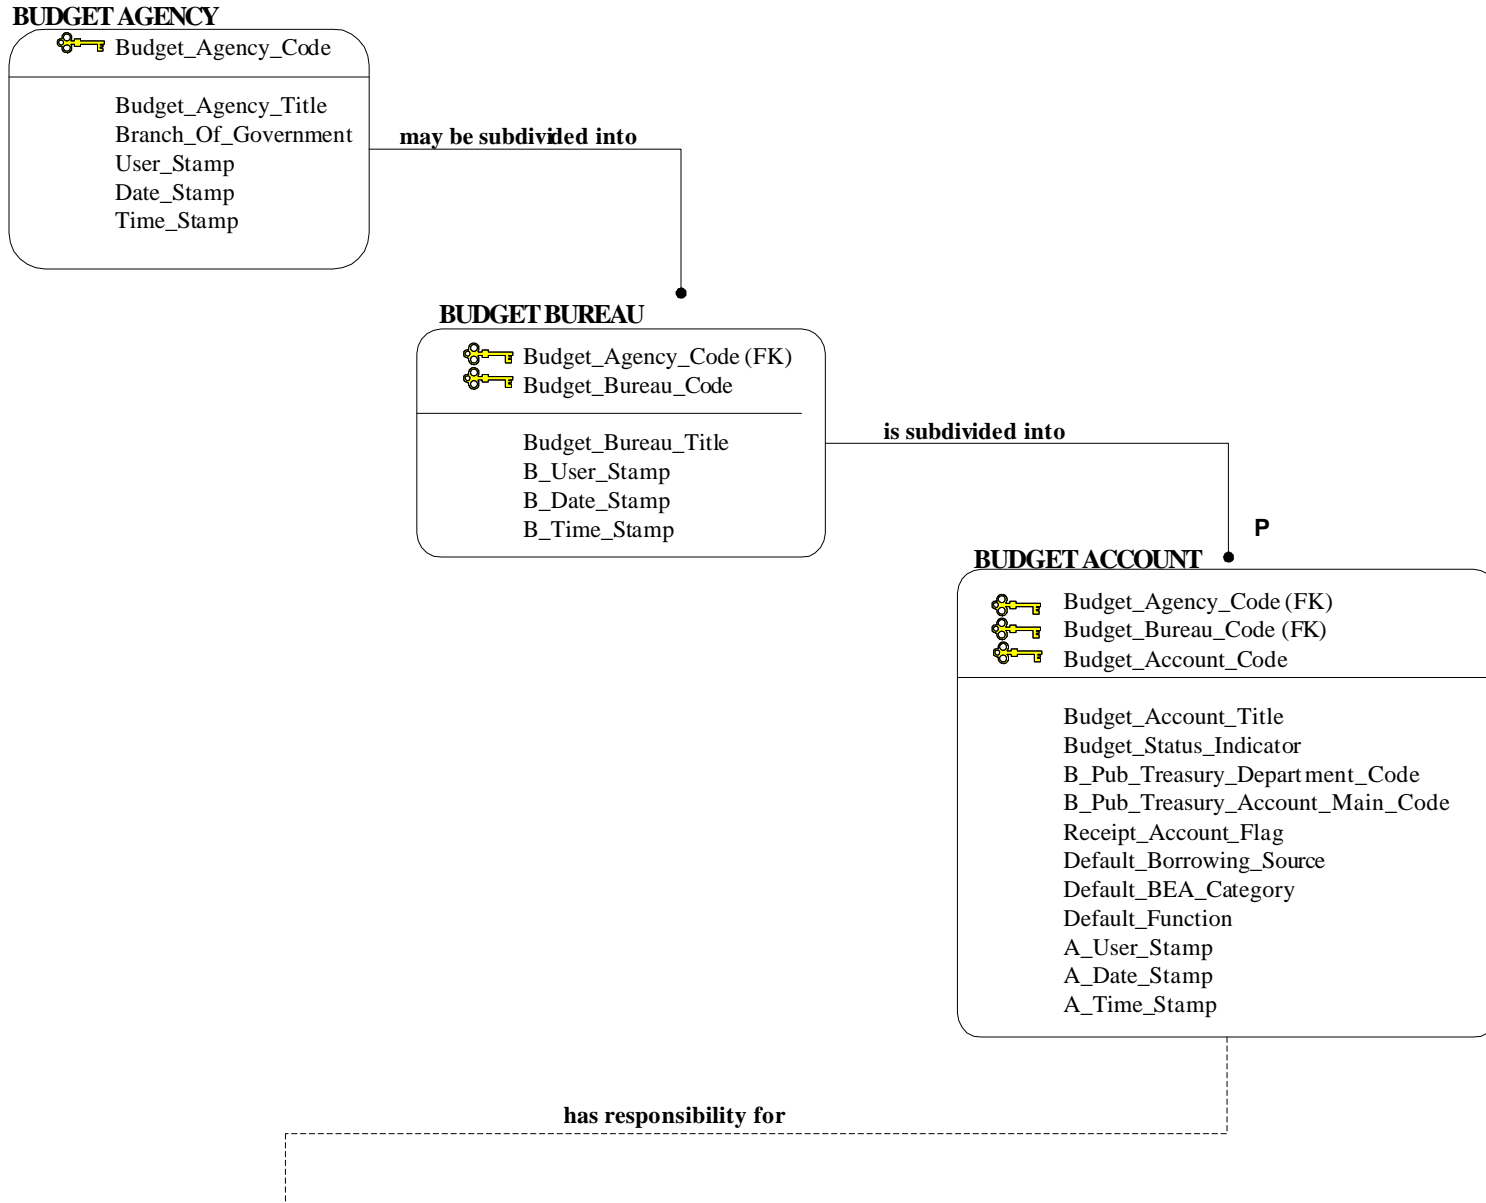 BUDGET AGENCY
Budget_Agency_Code
Budget_Agency_Title
Branch_Of_Government
User_Stamp
Date_Stamp
Time_Stamp
may be subdivided into
BUDGET BUREAU
Budget_Agency_Code (FK)
Budget_Bureau_Code
Budget_Bureau_Title
B_User_Stamp
B_Date_Stamp
B_Time_Stamp
is subdivided into
P
BUDGET ACCOUNT
Budget_Agency_Code (FK)
Budget_Bureau_Code (FK)
Budget_Account_Code
Budget_Account_Title
Budget_Status_Indicator
B_Pub_Treasury_Department_Code
B_Pub_Treasury_Account_Main_Code
Receipt_Account_Flag
Default_Borrowing_Source
Default_BEA_Category
Default_Function
A_User_Stamp
A_Date_Stamp
A_Time_Stamp
has responsibility for